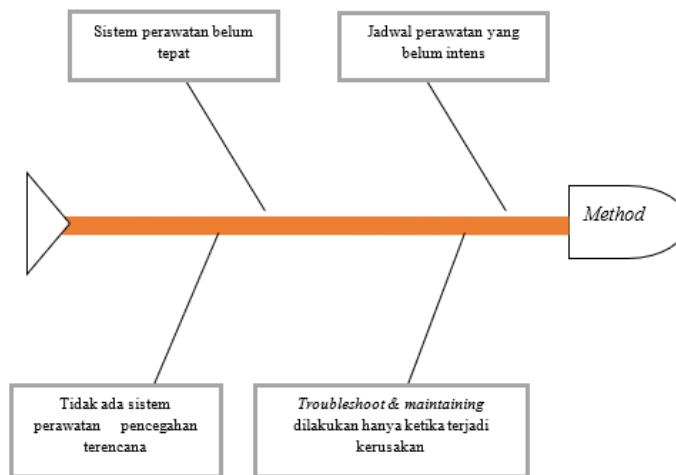 Sistem perawatan belum
tepat
Jadwal perawatan yang
belum intens
Method
Tidak ada sistem
perawatan pencegahan
terencana
Troubleshoot & maintaining
dilakukan hanya ketika terjadi
kerusakan